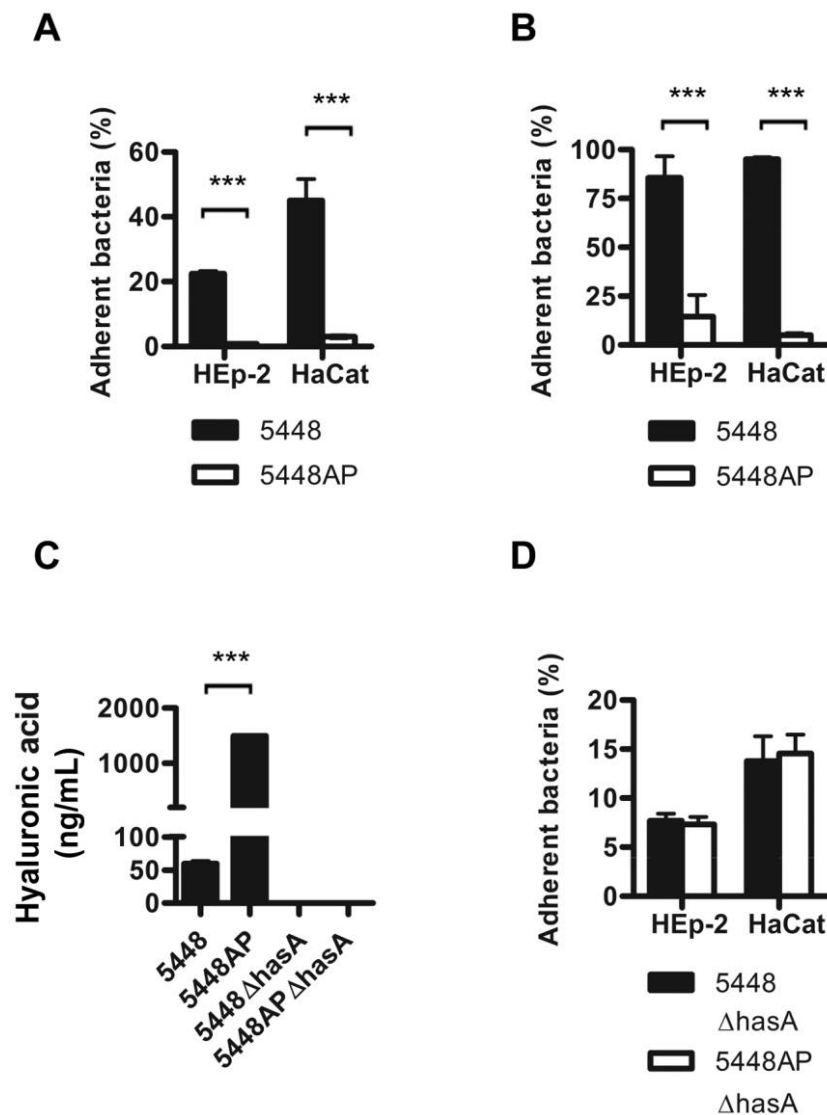 A
Adherent bacteria (%)
60
40
20
0
***
***
HEp-2 HaCat
5448
5448AP
B
Adherent bacteria (%)
100
75
50
25
0
***
***
HEp-2 HaCat
5448
5448AP
C
Hyaluronic acid
(ng/mL)
2000
1000
100
50
0
***
5448
5448AP
5448ΔhasA
5448APΔhasA
D
Adherent bacteria (%)
20
15
10
5
0
HEp-2 HaCat
5448
ΔhasA
5448AP
ΔhasA